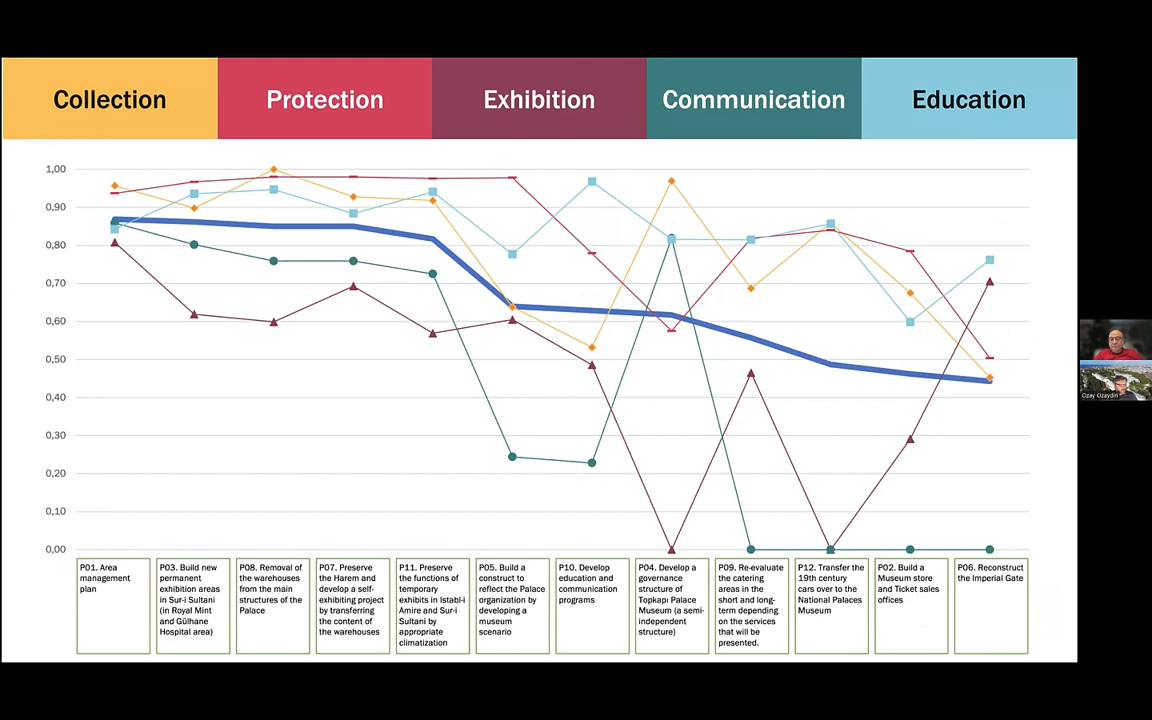 Collection
Protection
Exhibition
Communication
Education
1,00
0,90
0,80
0,70
0,60
0,50
0,40
0,30
0,20
0,10
0,00
P01. Area
management
plan
P03. Build new
permanent
exhibition areas
in Sur-i Sultani
(in Royal Mint
and Gülhane
Hospital area)
P08. Removal of
the warehouses
from the main
structures of the
Palace
P07. Preserve
the Harem and
develop a self-
exhibiting project
by transferring
the content of
the warehouses
P11. Preserve
the functions of
temporary
exhibits in Istabl-i
Amire and Sur-i
Sultani by
appropriate
climatization
P05. Build a
construct to
reflect the Palace
organization by
developing a
museum
scenario
P10. Develop
education and
communication
programs
P04. Develop a
governance
structure of
Topkapı Palace
Museum (a semi-
independent
structure)
P09. Re-evaluate
the catering
areas in the
short and long-
term depending
on the services
that will be
presented.
P12. Transfer the
19th century
cars over to the
National Palaces
Museum
P02. Build a
Museum store
and Ticket sales
offices
P06. Reconstruct
the Imperial Gate
Ozay Ozaydin